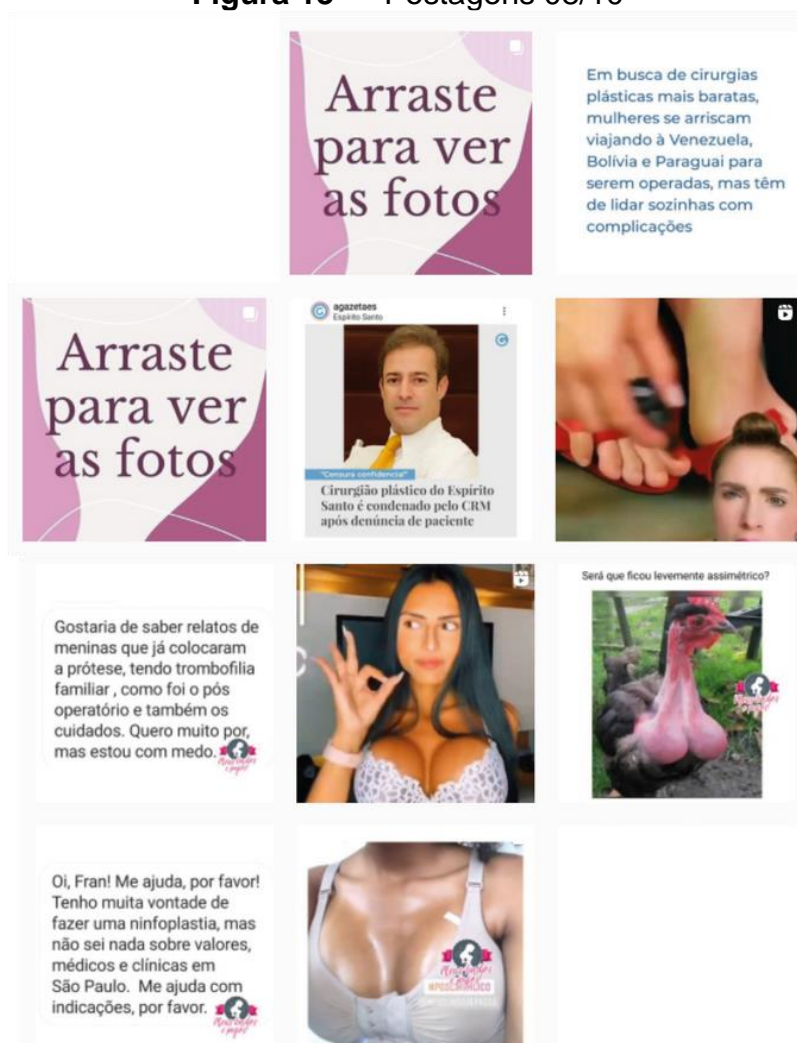 Arraste
para ver
as fotos
Em busca de cirurgias
plásticas mais baratas,
mulheres se arriscam
viajando à Venezuela,
Bolívia e Paraguai para
serem operadas, mas têm
de lidar sozinhas com
complicações
Arraste
para ver
as fotos
agazetaes
Espírito Santo
"Censura confidencial"
Cirurgião plástico do Espírito
Santo é condenado pelo CRM
após denúncia de paciente
Gostaria de saber relatos de
meninas que já colocaram
a prótese, tendo trombofilia
familiar , como foi o pós
operatório e também os
cuidados. Quero muito por,
mas estou com medo.
Será que ficou levemente assimétrico?
Oi, Fran! Me ajuda, por favor!
Tenho muita vontade de
fazer uma ninfoplastia, mas
não sei nada sobre valores,
médicos e clínicas em
São Paulo. Me ajuda com
indicações, por favor.